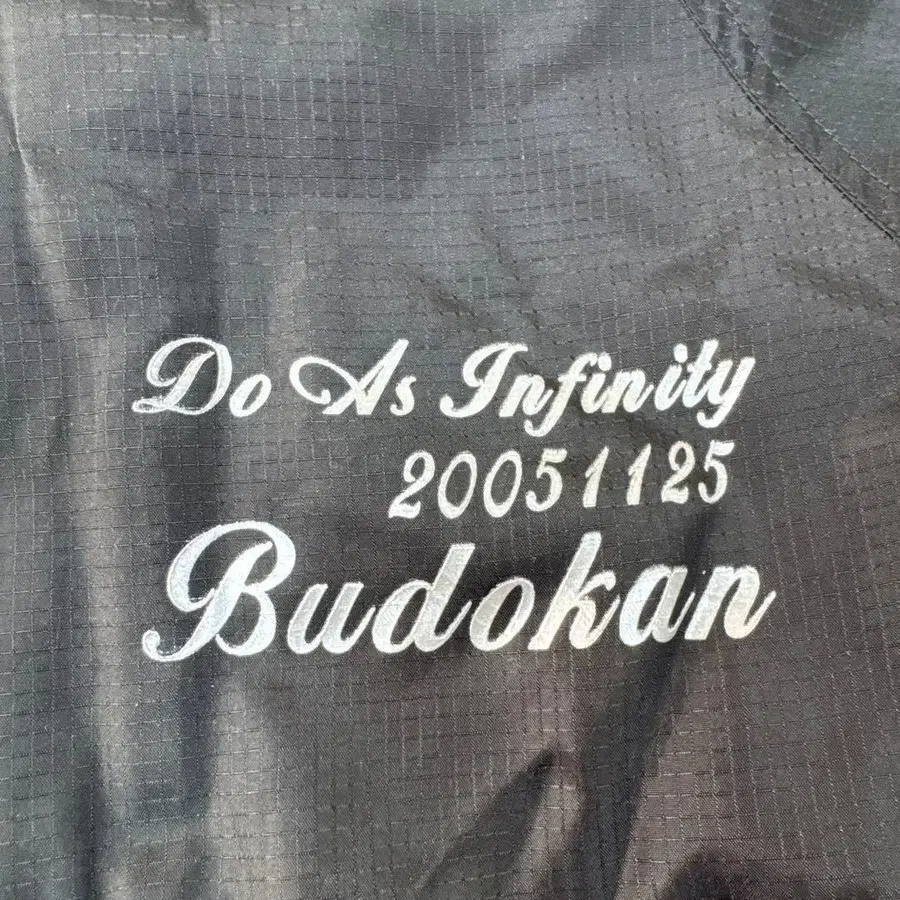 Do As Infinity
20051125
Budokan